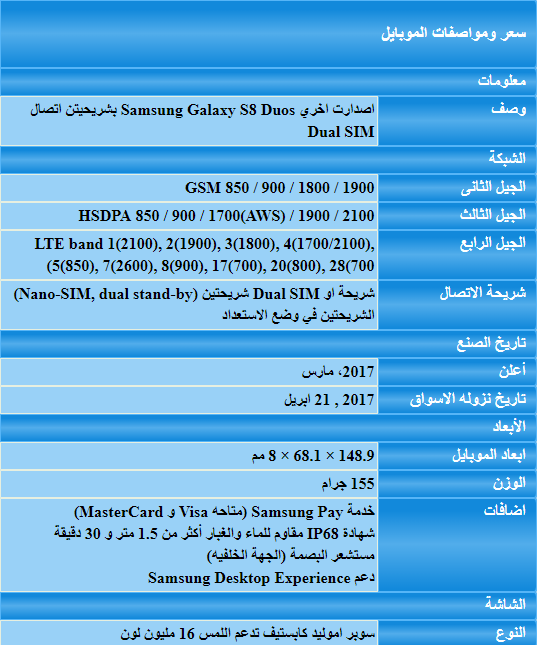 سعر ومواصفات الموبايل
معلومات
وصف
اصدارت اخري Samsung Galaxy S8 Duos بشريحيتن اتصال
Dual SIM
الشبكة
الجيل الثانى
GSM 850 / 900 / 1800 / 1900
الجيل الثالث
HSDPA 850 / 900 / 1700(AWS) / 1900 / 2100
الجيل الرابع
LTE band 1(2100), 2(1900), 3(1800), 4(1700/2100),
(5(850), 7(2600), 8(900), 17(700), 20(800), 28(700
شريحة الاتصال
شريحة او Dual SIM شريحتين (Nano-SIM, dual stand-by)
الشريحتين في وضع الاستعداد
تاريخ الصنع
أعلن
2017، مارس
تاريخ نزوله الاسواق
2017 , 21 ابريل
الأبعاد
ابعاد الموبايل
148.9 × 68.1 × 8 مم
الوزن
155 جرام
اضافات
خدمة Samsung Pay (متاحه Visa و MasterCard)
شهادة IP68 مقاوم للماء والغبار أكثر من 1.5 متر و 30 دقيقة
مستشعر البصمة (الجهة الخلفيه)
دعم Samsung Desktop Experience
الشاشة
النوع
سوبر اموليد كابستيف تدعم اللمس 16 مليون لون